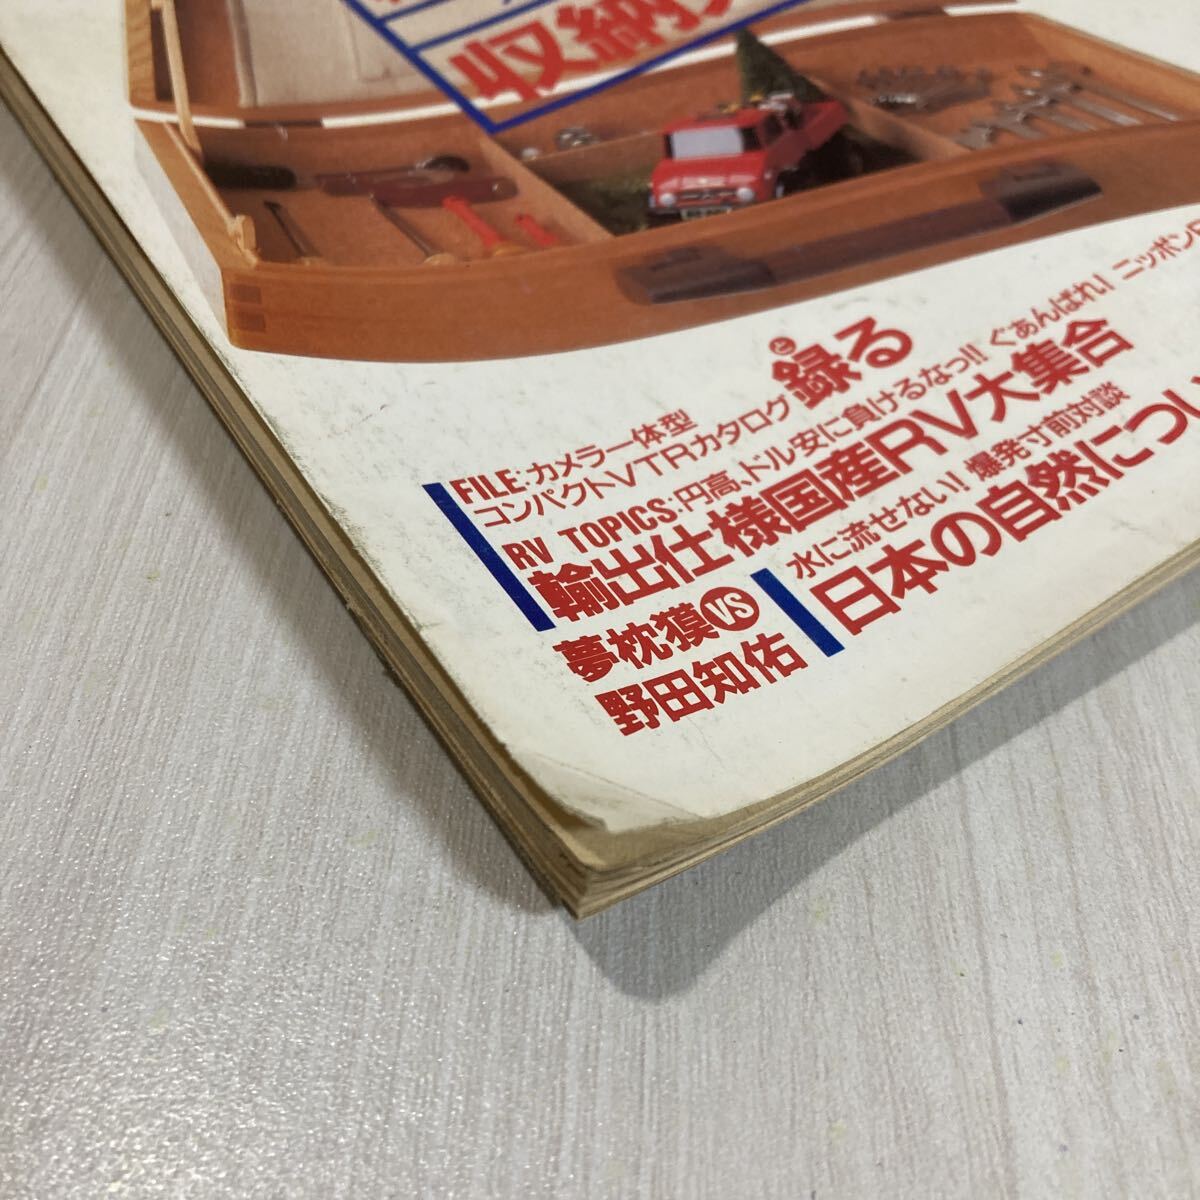 収納
FILE:カメラ一体型
コンパクトVTRカタログ録る
と
RV TOPICS:円高、ドル安に負けるなっ!! ぐぁんばれ! ニッポン
輸出仕様国産RV大集合
夢枕獏VS
野田知佑
水に流せない! 爆発寸前対談
日本の自然につい